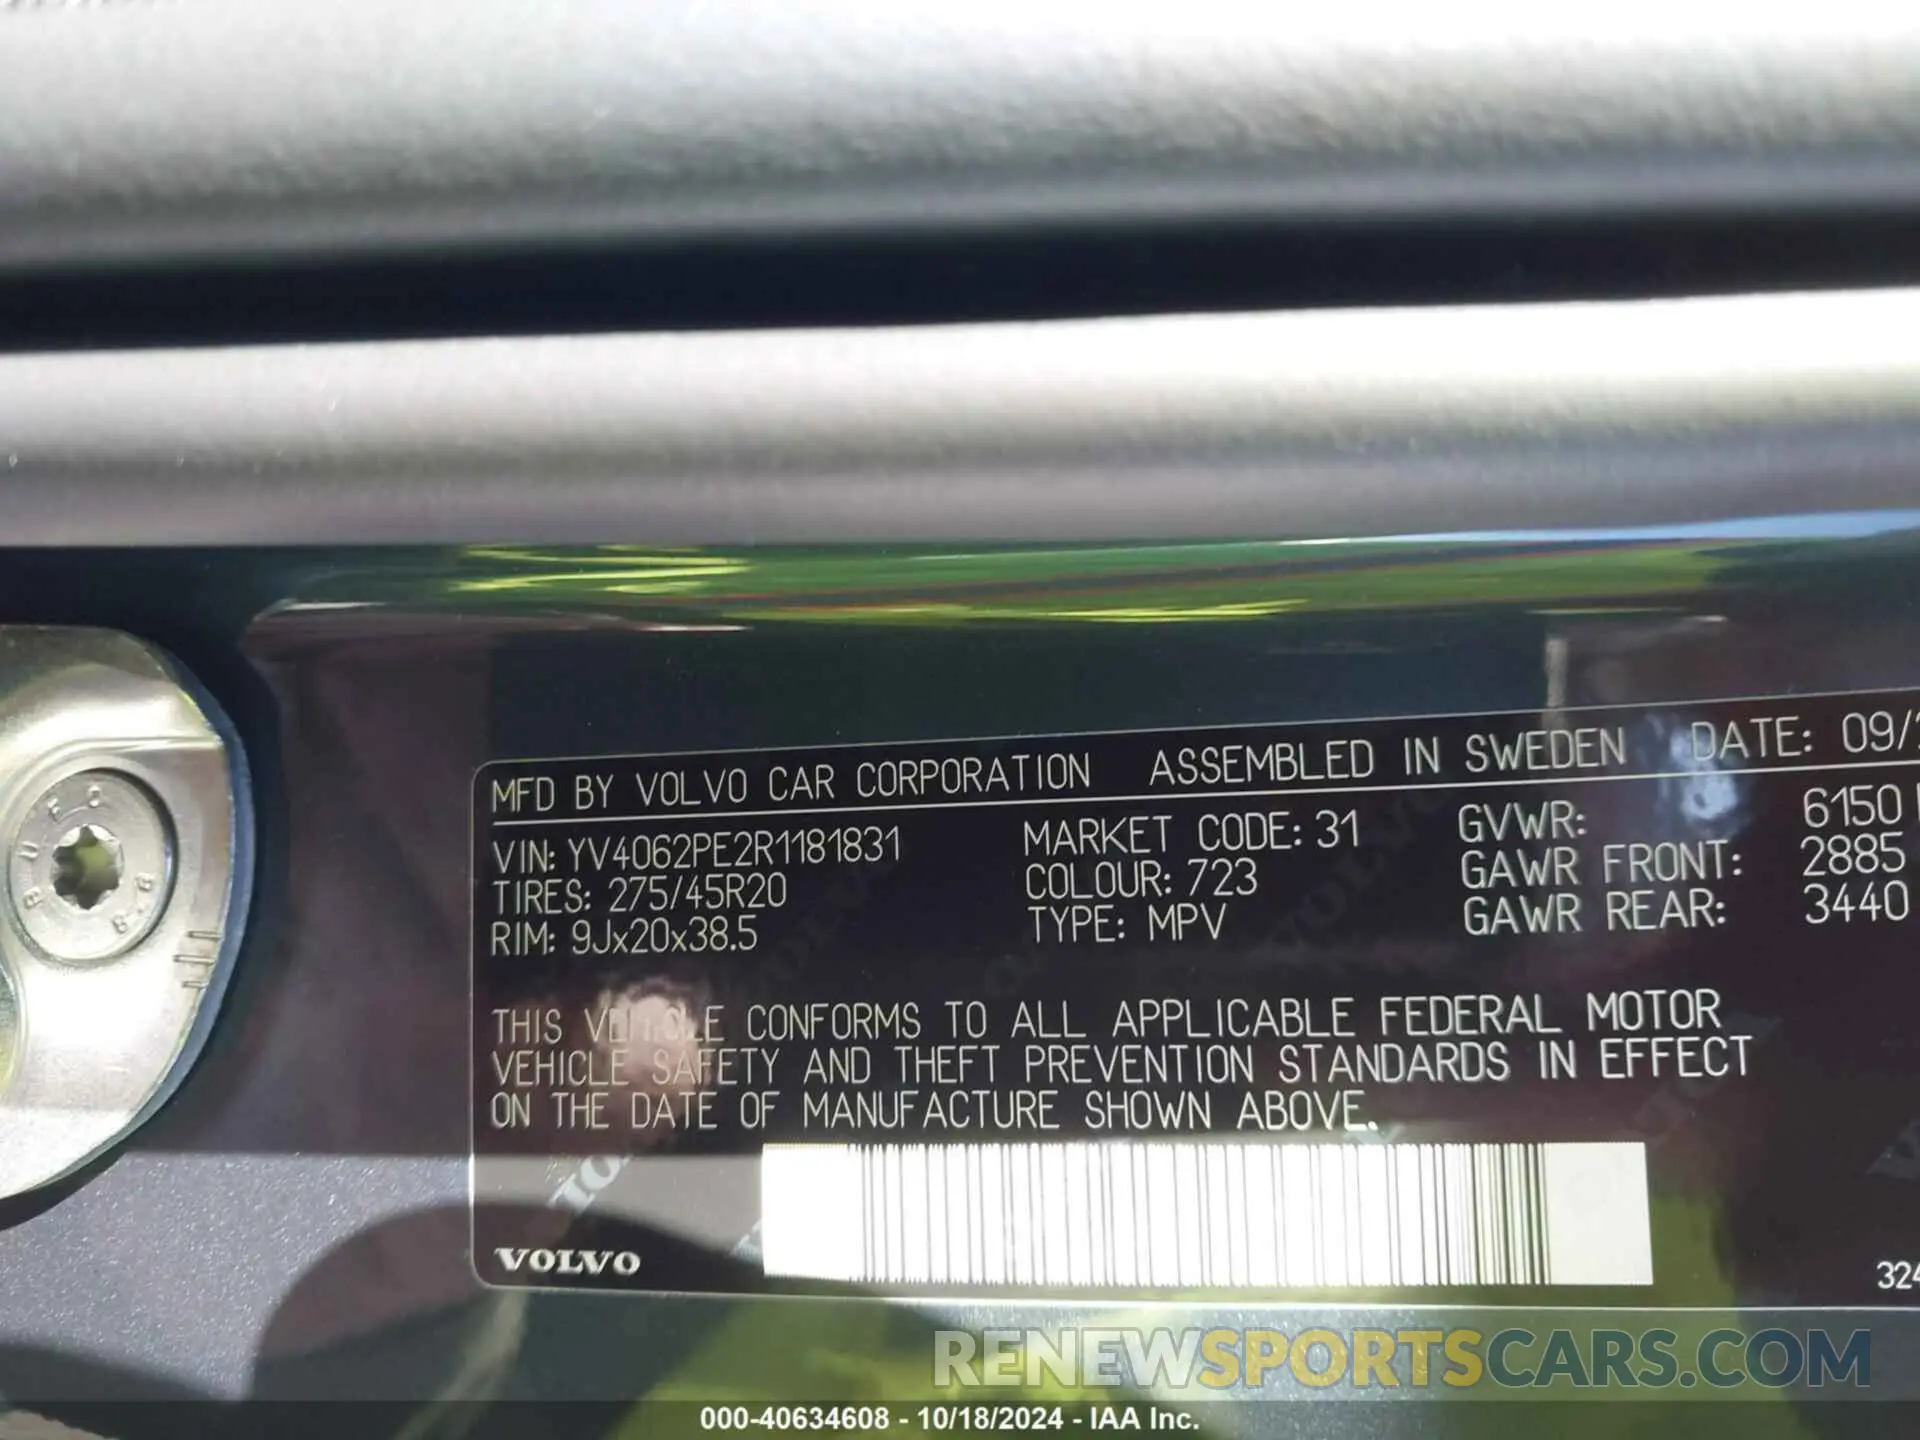 MFD BY VOLVO CAR CORPORATION ASSEMBLED IN SWEDEN DATE: 09/
VIN: YV4062PE2R1181831 MARKET CODE: 31 GVWR: 6150
TIRES: 275/45R20 COLOUR: 723 GAWR FRONT: 2885
RIM: 9Jx20x38.5 TYPE: MPV GAWR REAR: 3440
THIS VEHICLE CONFORMS TO ALL APPLICABLE FEDERAL MOTOR
VEHICLE SAFETY AND THEFT PREVENTION STANDARDS IN EFFECT
ON THE DATE OF MANUFACTURE SHOWN ABOVE.
VOLVO
324
BUFO
RENEWSPORTSCARS.COM
000-40634608 - 10/18/2024 - IAA Inc.